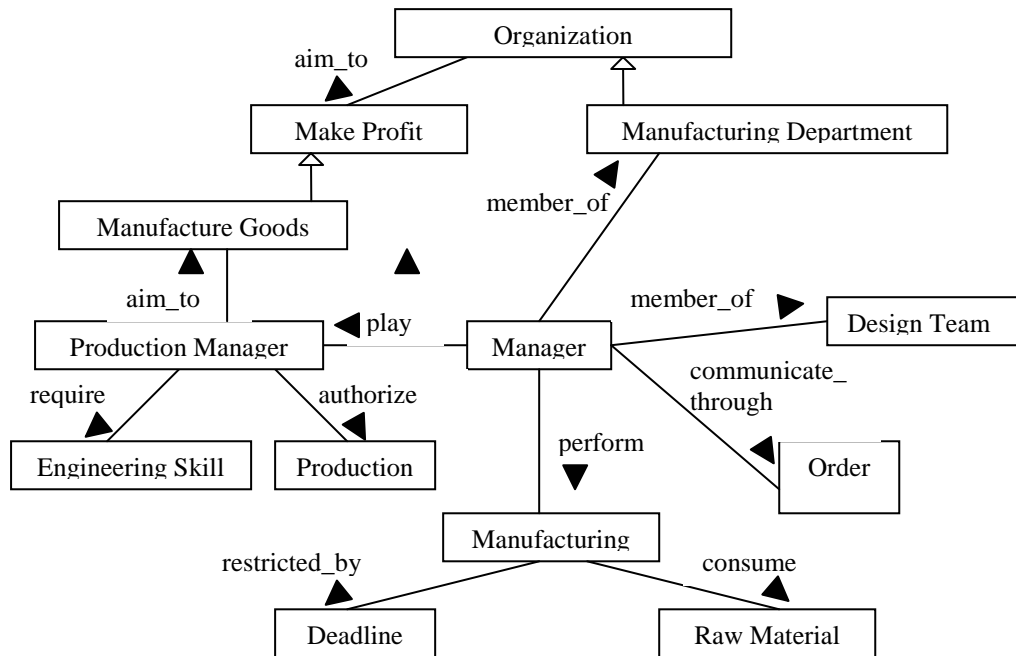 Organization
aim_to
Make Profit
Manufacturing Department
member_of
Manufacture Goods
aim_to
member_of
Design Team
play
Production Manager
Manager
communicate_
through
require
authorize
perform
Engineering Skill
Production
Order
Manufacturing
restricted_by
consume
Deadline
Raw Material